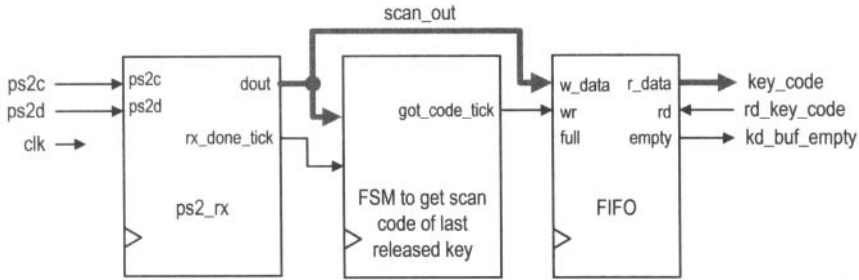 scan_out
ps2c
ps2d
clk
ps2c
ps2d
dout
rx_done_tick
ps2_rx
got_code_tick
FSM to get scan
code of last
released key
w_data
r_data
wr
rd
full
empty
FIFO
key_code
rd_key_code
kd_buf_empty